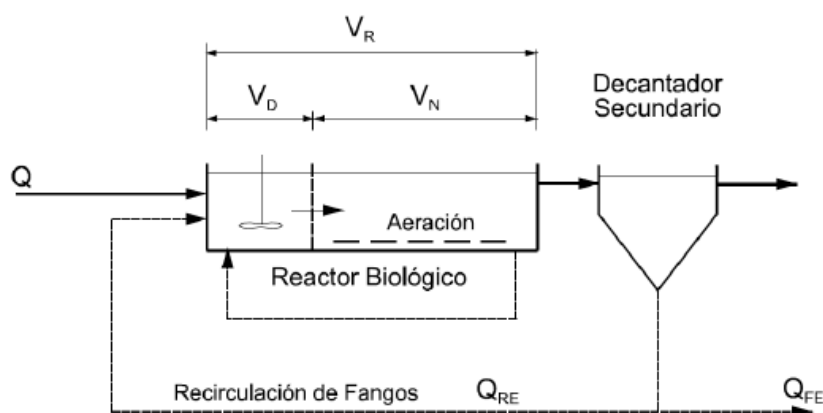 V_R
V_D
V_N
Decantador
Secundario
Q
Aeración
Reactor Biológico
Recirculación de Fangos
Q_RE
Q_FE